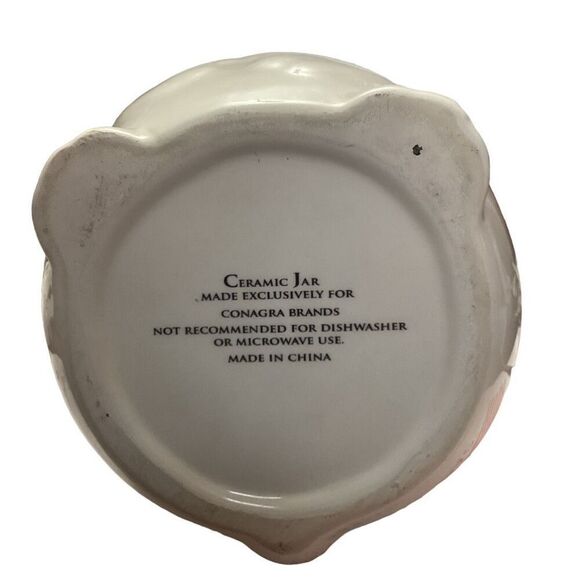 CERAMIC JAR
MADE EXCLUSIVELY FOR
CONAGRA BRANDS
NOT RECOMMENDED FOR DISHWASHER
OR MICROWAVE USE.
MADE IN CHINA